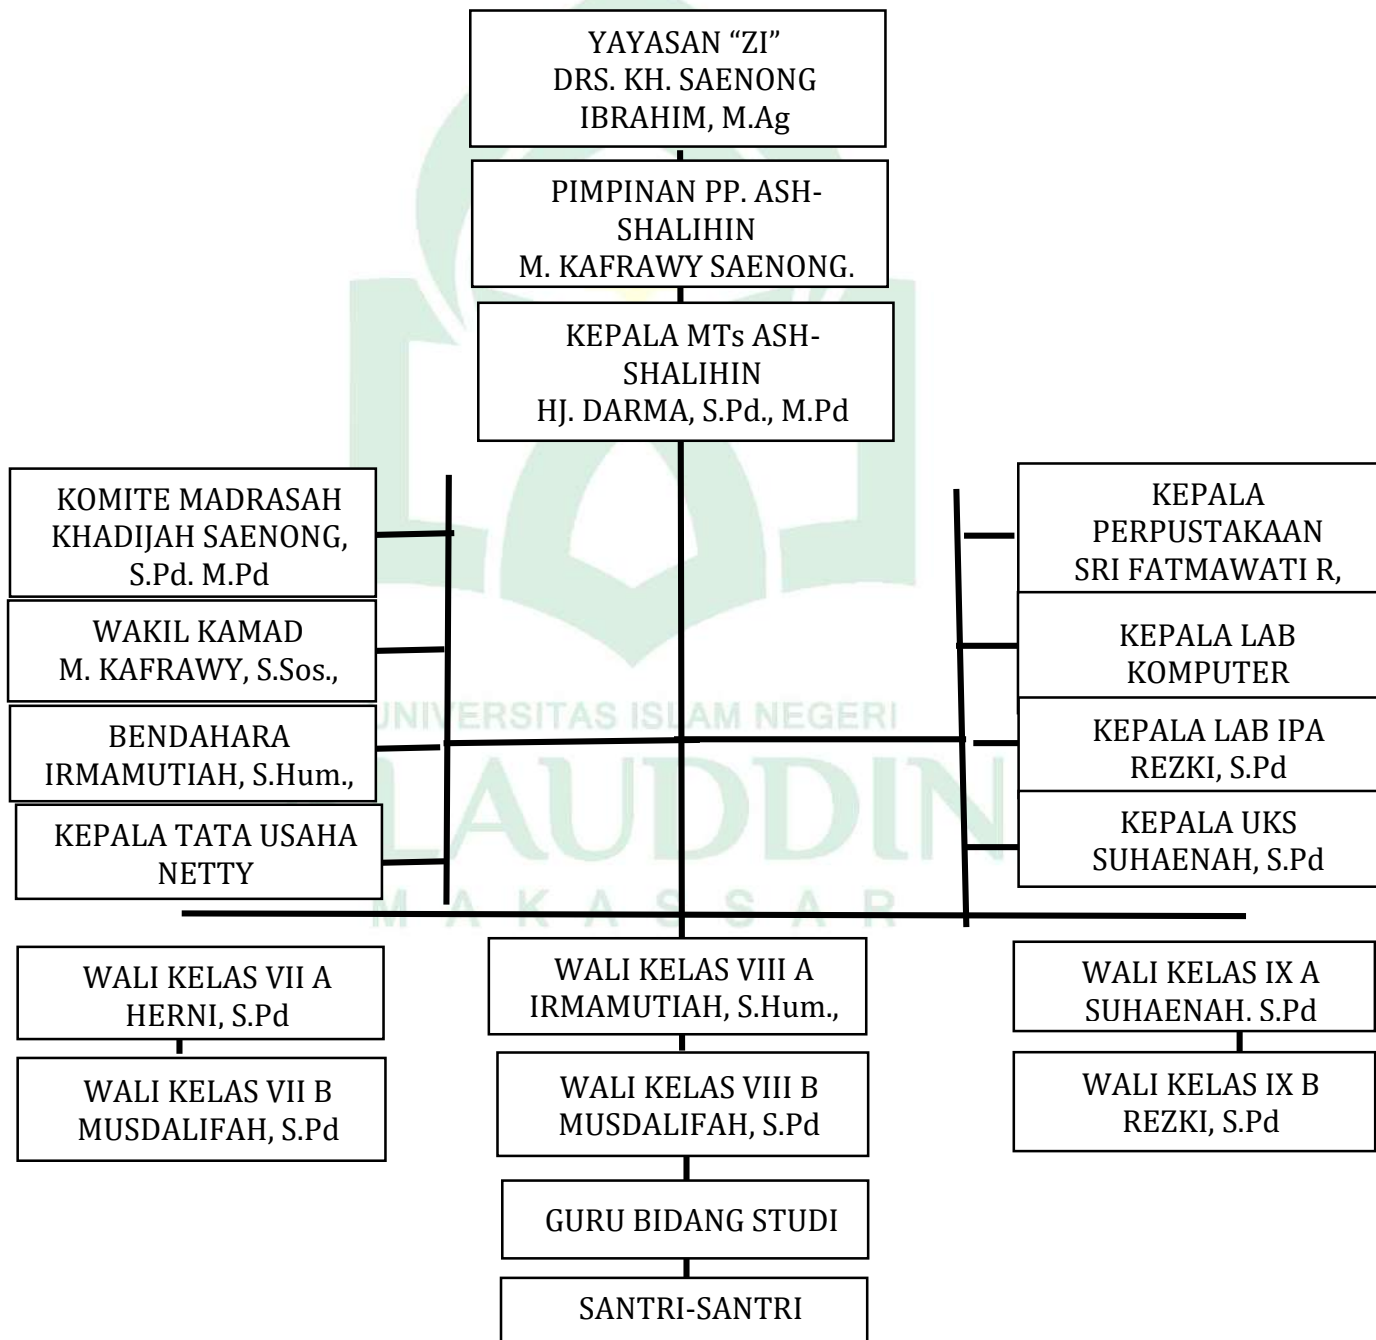 YAYASAN “ZI”
DRS. KH. SAENONG
IBRAHIM, M.Ag
PIMPINAN PP. ASH-
SHALIHIN
M. KAFRAWY SAENONG.
KEPALA MTs ASH-
SHALIHIN
HJ. DARMA, S.Pd., M.Pd
KOMITE MADRASAH
KHADIJAH SAENONG,
S.Pd. M.Pd
WAKIL KAMAD
M. KAFRAWY, S.Sos.,
BENDAHARA
IRMAMUTIAH, S.Hum.,
KEPALA TATA USAHA
NETTY
KEPALA
PERPUSTAKAAN
SRI FATMAWATI R,
KEPALA LAB
KOMPUTER
KEPALA LAB IPA
REZKI, S.Pd
KEPALA UKS
SUHAENAH, S.Pd
UNIVERSITAS ISLAM NEGERI
LAUDDIN
MAKASSAR
WALI KELAS VII A
HERNI, S.Pd
WALI KELAS VII B
MUSDALIFAH, S.Pd
WALI KELAS VIII A
IRMAMUTIAH, S.Hum.,
WALI KELAS VIII B
MUSDALIFAH, S.Pd
WALI KELAS IX A
SUHAENAH. S.Pd
WALI KELAS IX B
REZKI, S.Pd
GURU BIDANG STUDI
SANTRI-SANTRI